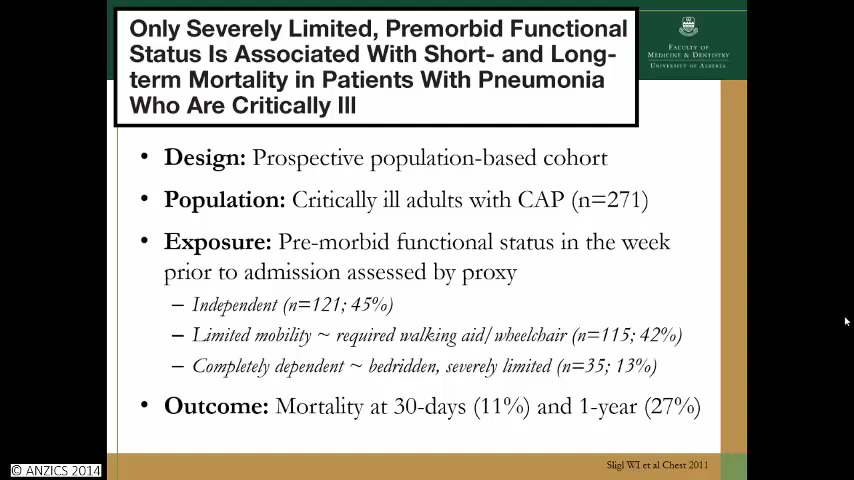 Only Severely Limited, Premorbid Functional
Status Is Associated With Short- and Long-
term Mortality in Patients With Pneumonia
Who Are Critically Ill
FACULTY OF
MEDICINE & DENTISTRY
UNIVERSITY OF ALBERTA
• Design: Prospective population-based cohort
• Population: Critically ill adults with CAP (n=271)
• Exposure: Pre-morbid functional status in the week
prior to admission assessed by proxy
– Independent (n=121; 45%)
– Limited mobility ~ required walking aid/wheelchair (n=115; 42%)
– Completely dependent ~ bedridden, severely limited (n=35; 13%)
• Outcome: Mortality at 30-days (11%) and 1-year (27%)
Sligl WI et al Chest 2011
© ANZICS 2014